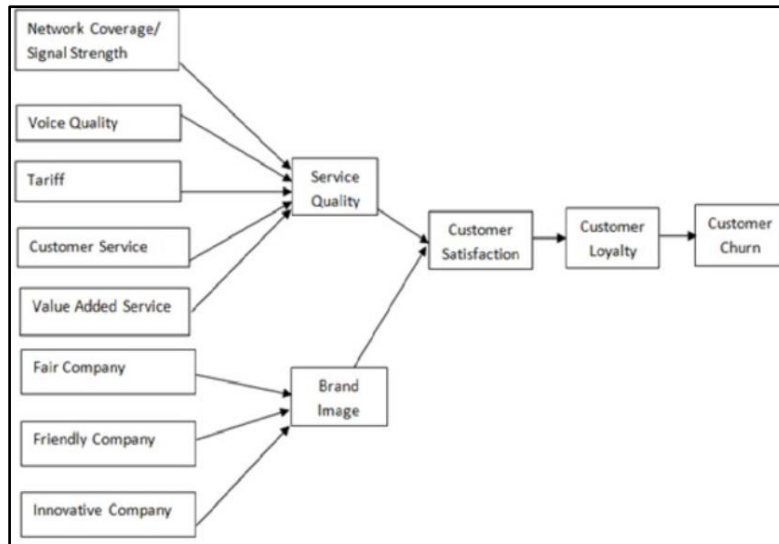 Network Coverage/
Signal Strength
Voice Quality
Tariff
Customer Service
Value Added Service
Fair Company
Friendly Company
Innovative Company
Service
Quality
Brand
Image
Customer
Satisfaction
Customer
Loyalty
Customer
Churn